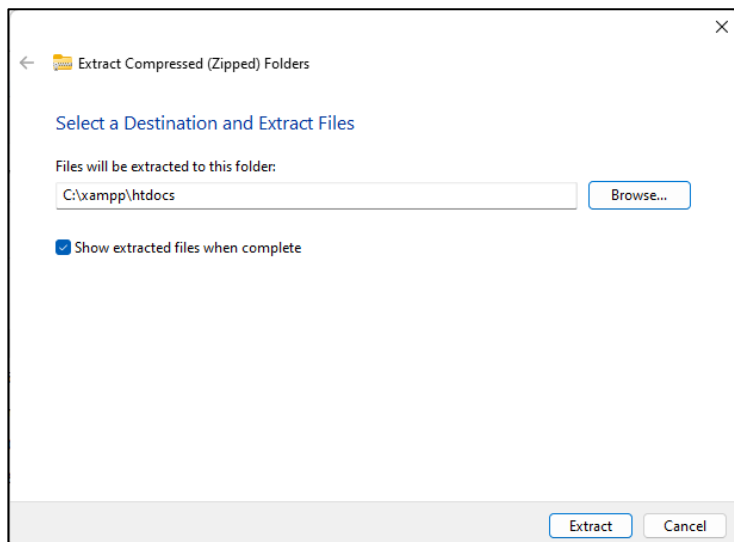 Extract Compressed (Zipped) Folders
Select a Destination and Extract Files
Files will be extracted to this folder:
C:\xampp\htdocs
Browse...
Show extracted files when complete
Extract
Cancel